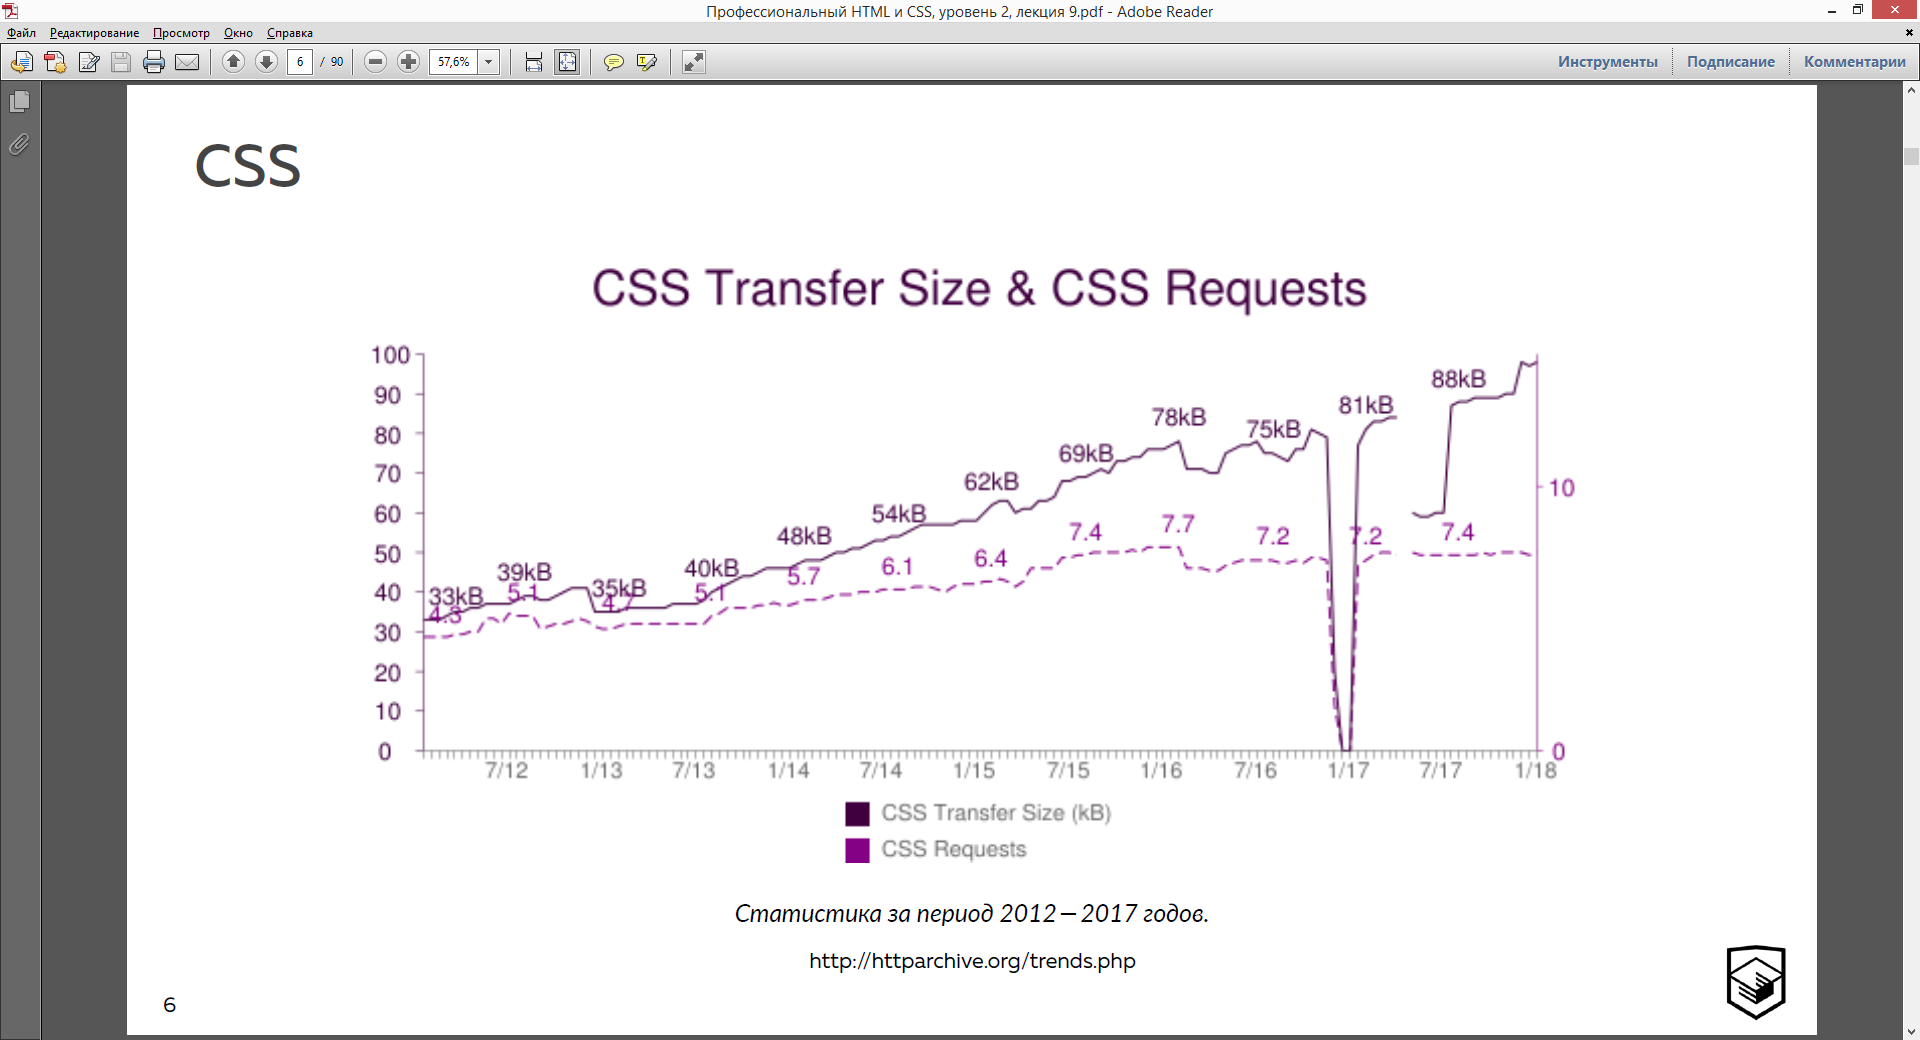 Профессиональный HTML и CSS, уровень 2, лекция 9.pdf - Adobe Reader
Файл Редактирование Просмотр Окно Справка
6 / 90 57,6% Инструменты Подписание Комментарии
CSS
CSS Transfer Size & CSS Requests
100
90
80
70
60
50
40
30
20
10
0
33kB 39kB 35kB 40kB 48kB 54kB 62kB 69kB 78kB 75kB 81kB 88kB
4.3 5.1 4.7 5.1 5.7 6.1 6.4 7.4 7.7 7.2 7.2 7.4
10
0
7/12 1/13 7/13 1/14 7/14 1/15 7/15 1/16 7/16 1/17 7/17 1/18
CSS Transfer Size (kB)
CSS Requests
Статистика за период 2012 — 2017 годов.
http://httparchive.org/trends.php
6